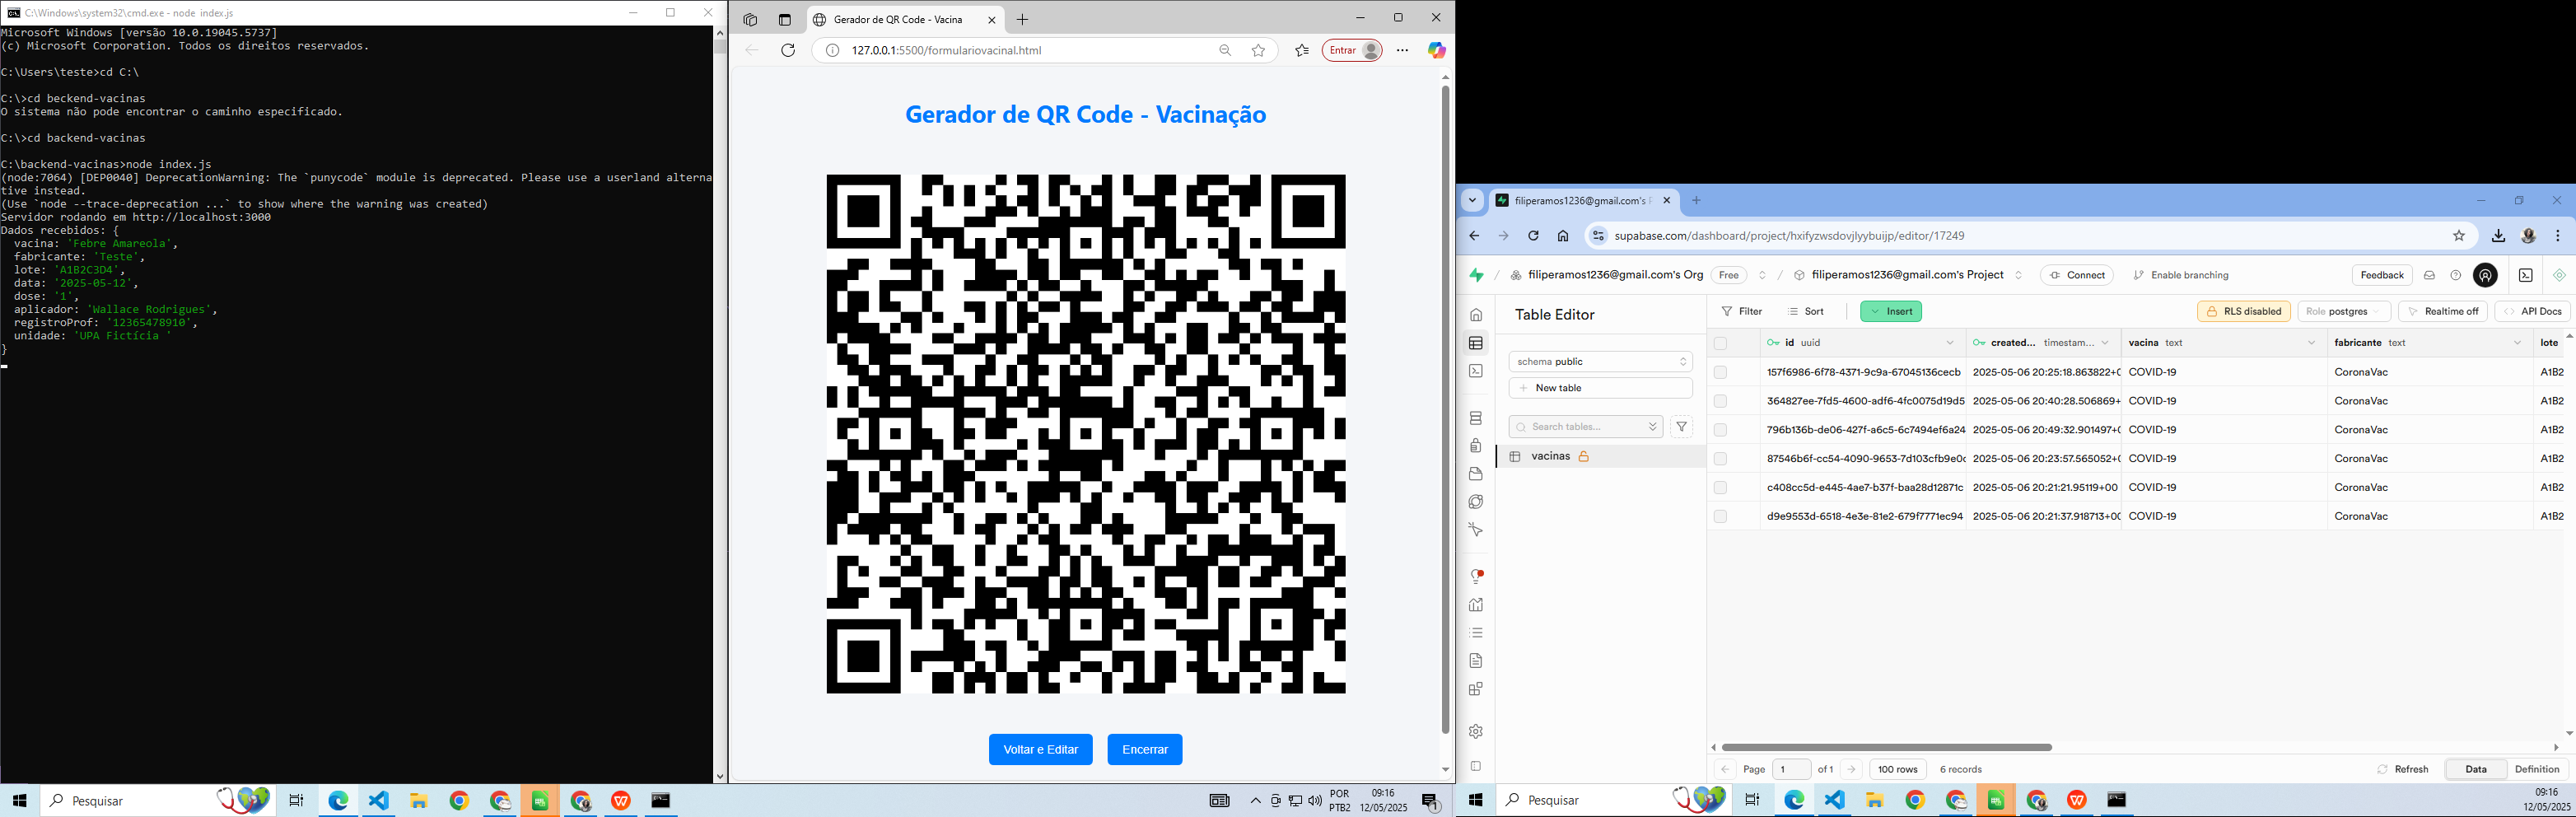 C:\Windows\system32\cmd.exe - node index.js
Microsoft Windows [versão 10.0.19045.5737]
(c) Microsoft Corporation. Todos os direitos reservados.
C:\Users\teste>cd C:\
C:\>cd beckend-vacinas
O sistema não pode encontrar o caminho especificado.
C:\>cd backend-vacinas
C:\backend-vacinas>node index.js
(node:7064) [DEP0040] DeprecationWarning: The `punycode` module is deprecated. Please use a userland alterna
tive instead.
(Use `node --trace-deprecation ...` to show where the warning was created)
Servidor rodando em http://localhost:3000
Dados recebidos: {
vacina: 'Febre Amareola',
fabricante: 'Teste',
lote: 'A1B2C3D4',
data: '2025-05-12',
dose: '1',
aplicador: 'Wallace Rodrigues',
registroProf: '12365478910',
unidade: 'UPA Fictícia '
}
Pesquisar
Gerador de QR Code - Vacina
127.0.0.1:5500/formulariovacinal.html
Entrar
Gerador de QR Code - Vacinação
Voltar e Editar
Encerrar
POR
PTB2
09:16
12/05/2025
1
filiperamos1236@gmail.com's P
supabase.com/dashboard/project/hxifyzwsdovjlyybuijp/editor/17249
/ filiperamos1236@gmail.com's Org Free / filiperamos1236@gmail.com's Project Connect Enable branching Feedback
Table Editor
schema public
New table
Search tables...
vacinas
Filter Sort Insert RLS disabled Role postgres Realtime off API Docs
id uuid created... timestam... vacina text fabricante text lote
157f6986-6f78-4371-9c9a-67045136cecb 2025-05-06 20:25:18.863822+0 COVID-19 CoronaVac A1B2
364827ee-7fd5-4600-adf6-4fc0075d19d5 2025-05-06 20:40:28.506869+ COVID-19 CoronaVac A1B2
796b136b-de06-427f-a6c5-6c7494ef6a24 2025-05-06 20:49:32.901497+0 COVID-19 CoronaVac A1B2
87546b6f-cc54-4090-9653-7d103cfb9e0c 2025-05-06 20:23:57.565052+0 COVID-19 CoronaVac A1B2
c408cc5d-e445-4ae7-b37f-baa28d12871c 2025-05-06 20:21:21.95119+00 COVID-19 CoronaVac A1B2
d9e9553d-6518-4e3e-81e2-679f7771ec94 2025-05-06 20:21:37.918713+00 COVID-19 CoronaVac A1B2
Page 1 of 1 100 rows 6 records Refresh Data Definition
Pesquisar
09:16
12/05/2025